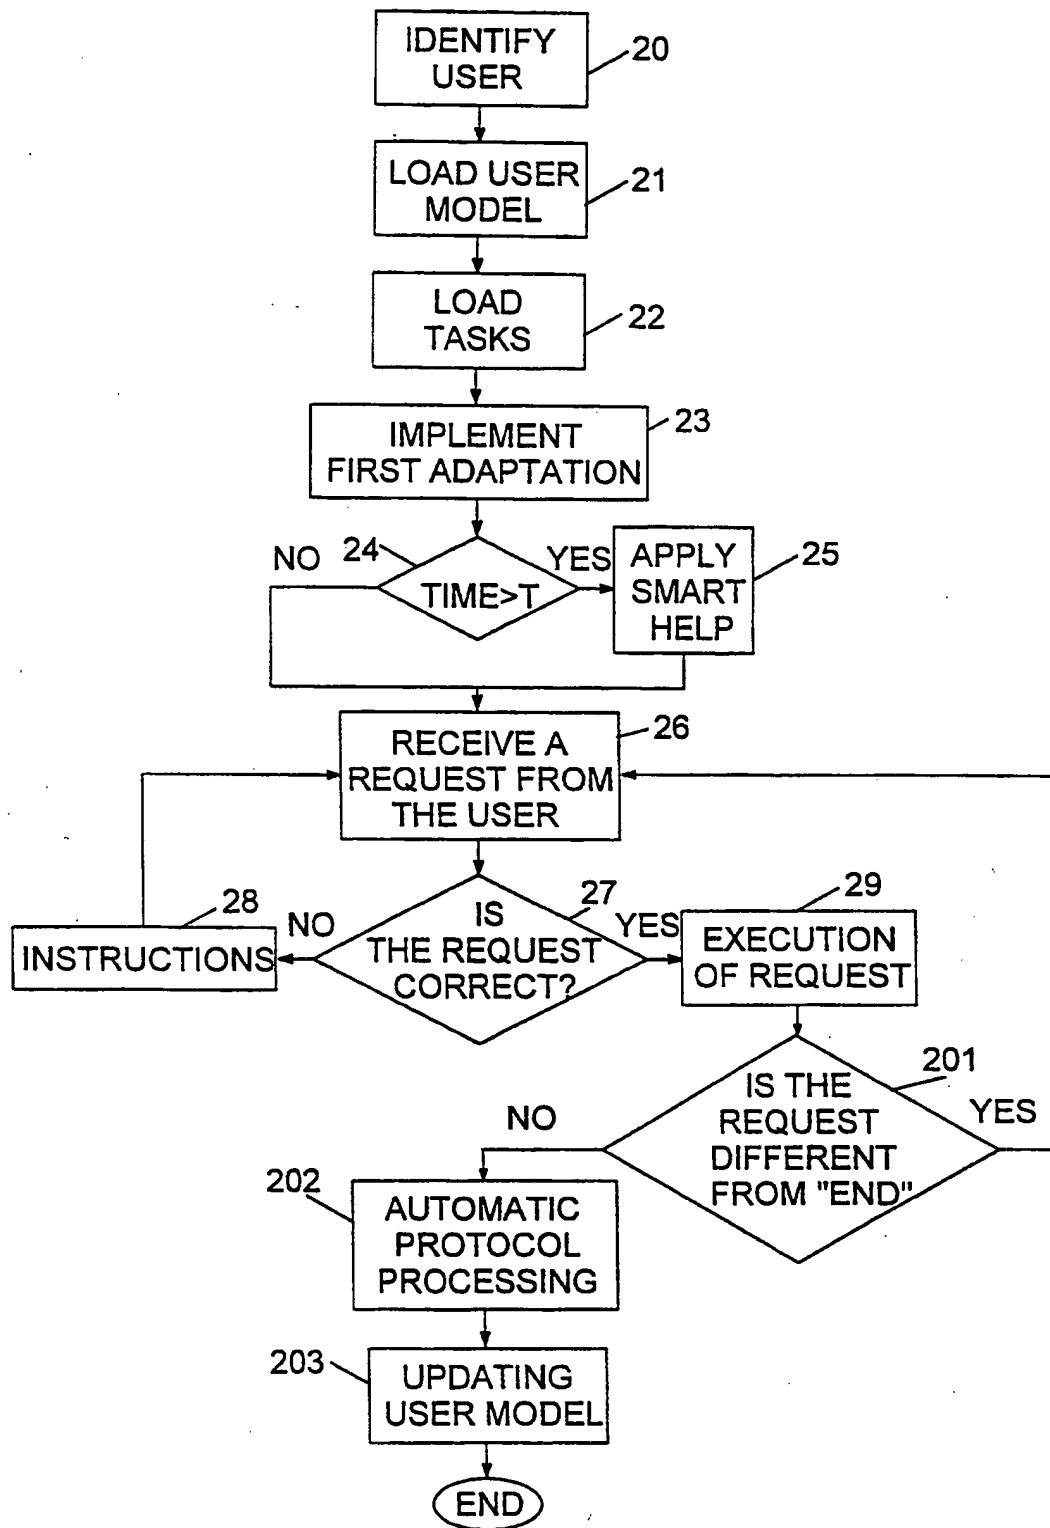 IDENTIFY
USER
20
LOAD USER
MODEL
21
LOAD
TASKS
22
IMPLEMENT
FIRST ADAPTATION
23
NO
24
TIME>T
YES
APPLY
SMART
HELP
25
RECEIVE A
REQUEST FROM
THE USER
26
28
INSTRUCTIONS
NO
IS
THE REQUEST
CORRECT?
27
YES
29
EXECUTION
OF REQUEST
NO
IS THE
REQUEST
DIFFERENT
FROM "END"
201
YES
202
AUTOMATIC
PROTOCOL
PROCESSING
203
UPDATING
USER MODEL
END